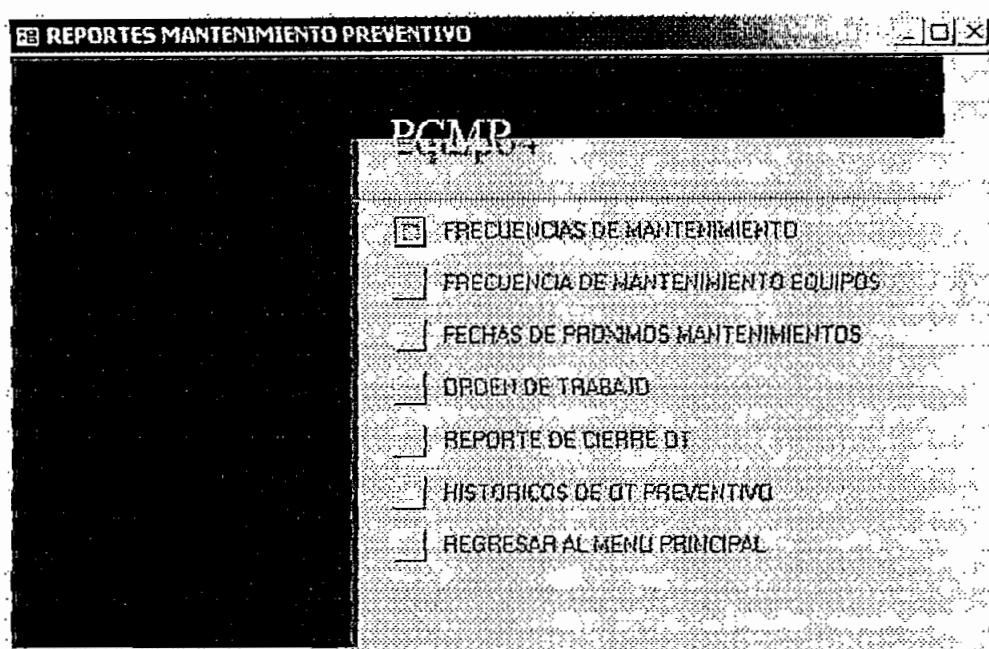 REPORTES MANTENIMIENTO PREVENTIVO
FRECUENCIAS DE MANTENIMIENTO
FRECUENCIA DE MANTENIMIENTO EQUIPOS
FECHAS DE PROXIMOS MANTENIMIENTOS
ORDEN DE TRABAJO
REPORTE DE CIERRE OT
HISTORICOS DE OT PREVENTIVO
REGRESAR AL MENU PRINCIPAL